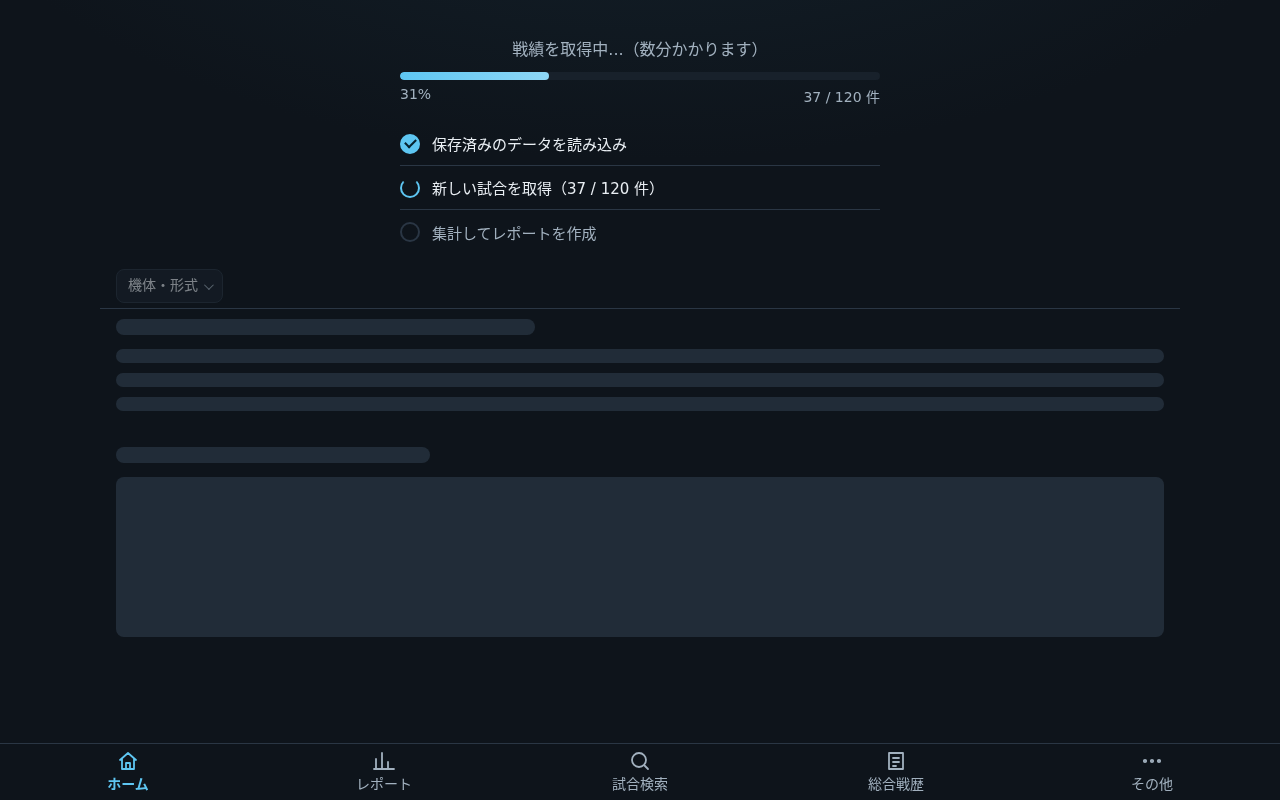 戦績を取得中…（数分かかります）
31%
37 / 120 件
保存済みのデータを読み込み
新しい試合を取得（37 / 120 件）
集計してレポートを作成
機体・形式
ホーム
レポート
試合検索
総合戦歴
その他